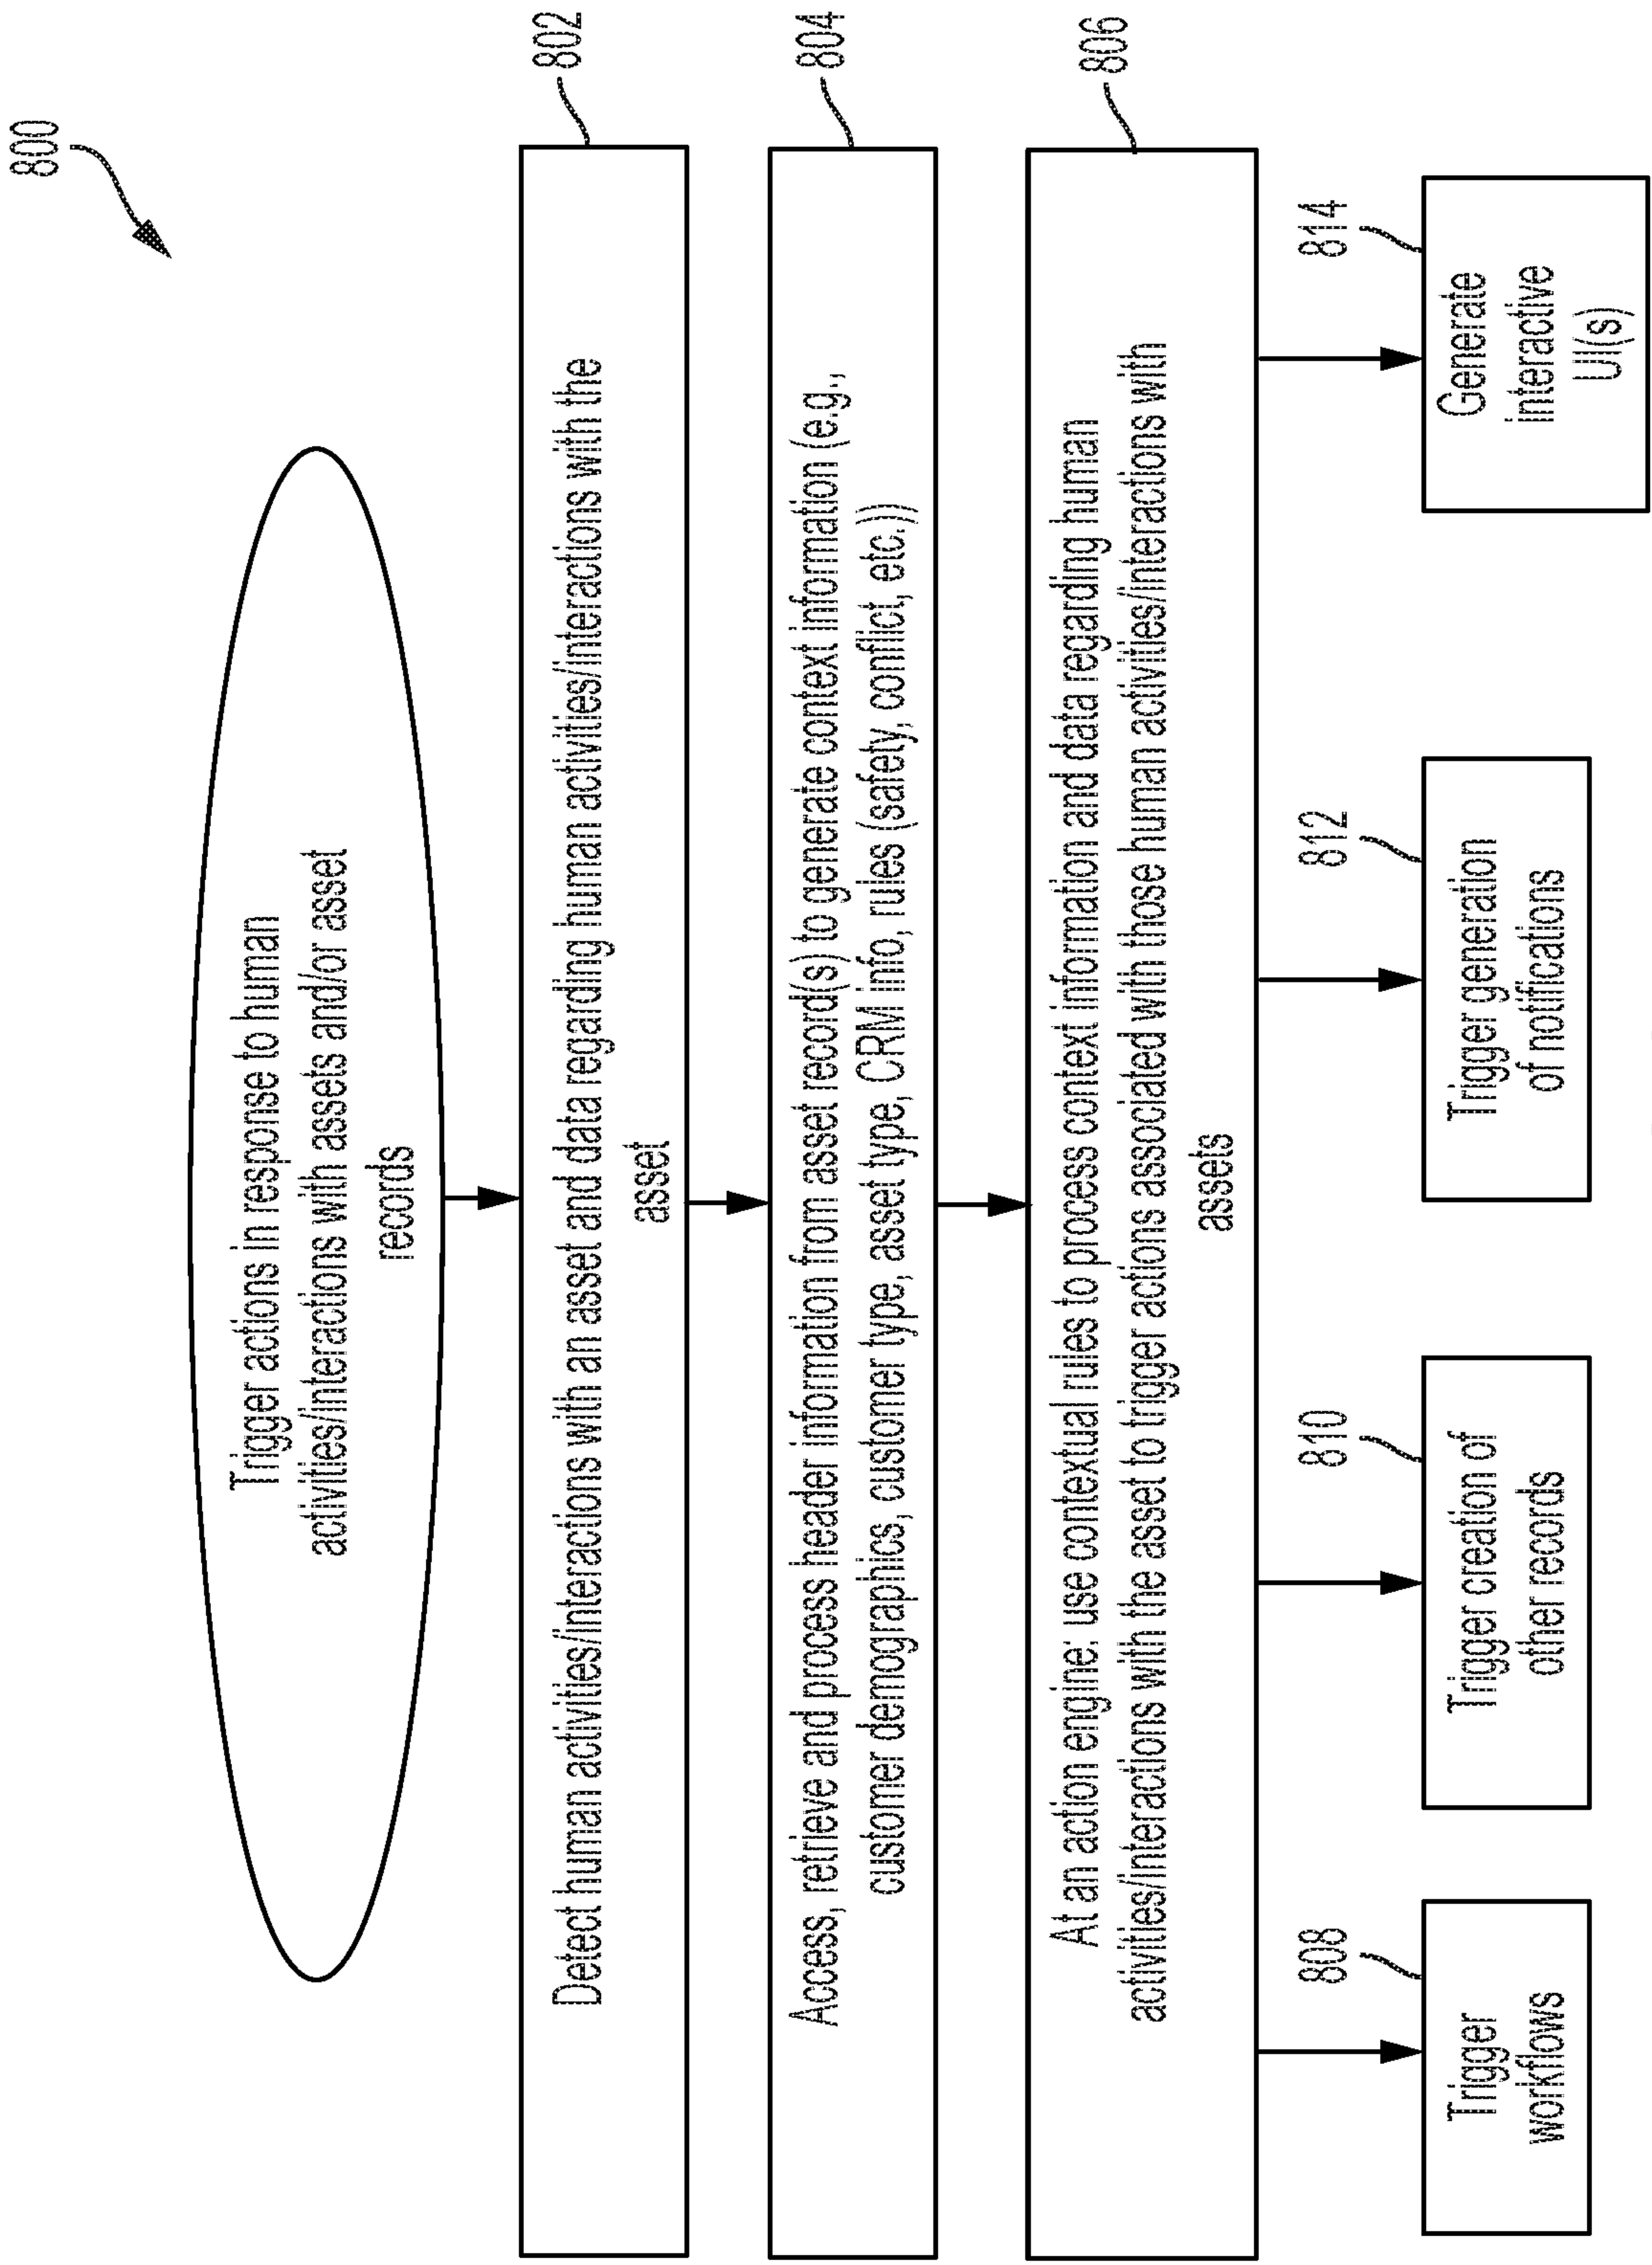 800
Trigger actions in response to human
activities/interactions with assets and/or asset
records
802
Detect human activities/interactions with an asset and data regarding human activities/interactions with the
asset
804
Access, retrieve and process header information from asset record(s) to generate context information (e.g.,
customer demographics, customer type, asset type, CRM info, rules (safety, conflict, etc.))
806
At an action engine: use contextual rules to process context information and data regarding human
activities/interactions with the asset to trigger actions associated with those human activities/interactions with
assets
808
Trigger
workflows
810
Trigger creation of
other records
812
Trigger generation
of notifications
814
Generate
interactive
UI(s)